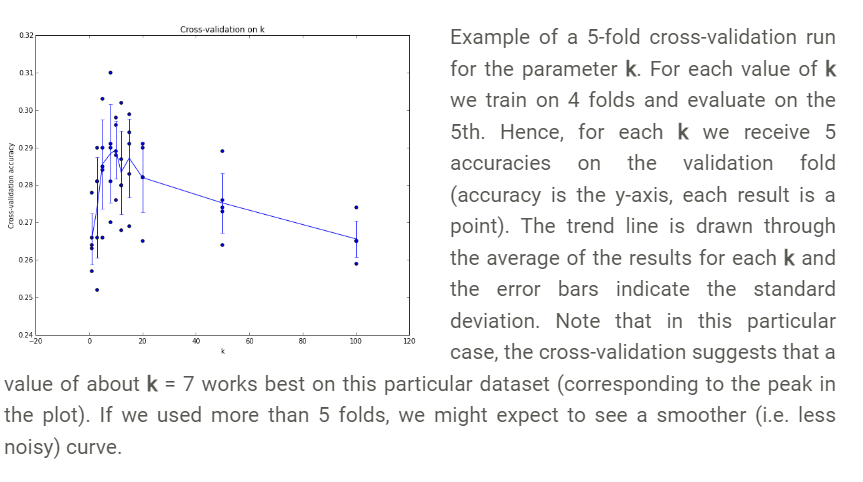 Cross-validation on k
0.32
0.31
0.30
0.29
0.28
0.27
0.26
0.25
0.24
Cross-validation accuracy
−20
0
20
40
60
80
100
120
k
Example of a 5-fold cross-validation run
for the parameter k. For each value of k
we train on 4 folds and evaluate on the
5th. Hence, for each k we receive 5
accuracies on the validation fold
(accuracy is the y-axis, each result is a
point). The trend line is drawn through
the average of the results for each k and
the error bars indicate the standard
deviation. Note that in this particular
case, the cross-validation suggests that a
value of about k = 7 works best on this particular dataset (corresponding to the peak in
the plot). If we used more than 5 folds, we might expect to see a smoother (i.e. less
noisy) curve.